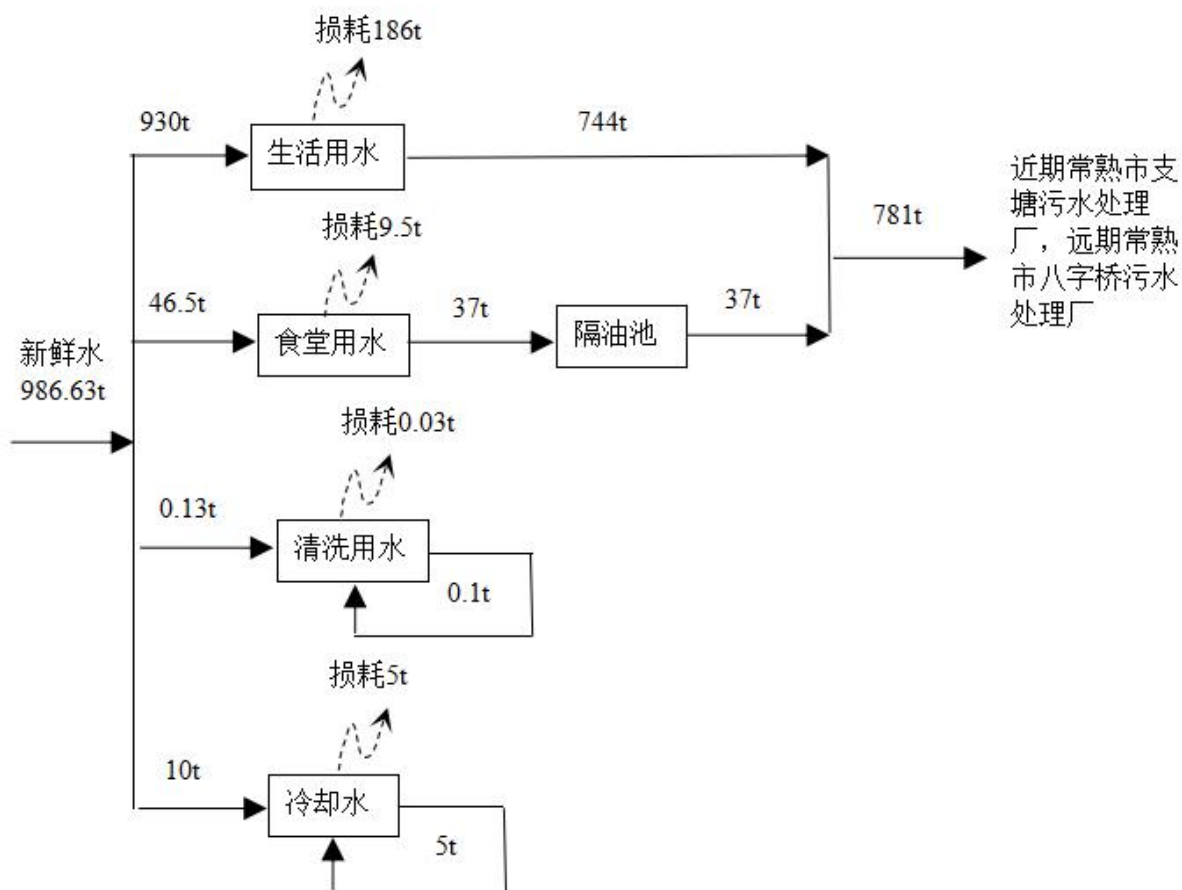 损耗186t
930t
生活用水
744t
近期常熟市支
塘污水处理
厂，远期常熟
市八字桥污水
处理厂
781t
损耗9.5t
46.5t
食堂用水
37t
隔油池
37t
新鲜水
986.63t
损耗0.03t
0.13t
清洗用水
0.1t
损耗5t
10t
冷却水
5t